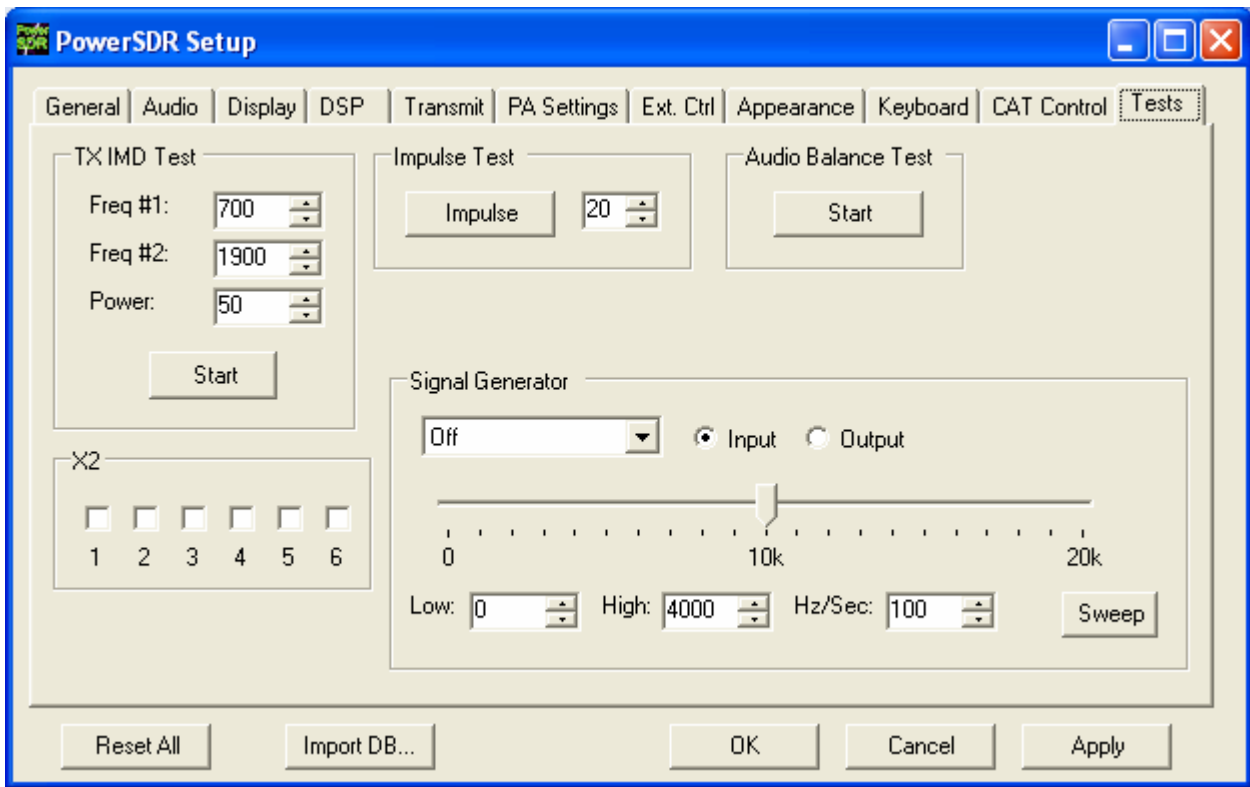 Power SDR PowerSDR Setup
General Audio Display DSP Transmit PA Settings Ext. Ctrl Appearance Keyboard CAT Control Tests
TX IMD Test
Freq #1: 700
Freq #2: 1900
Power: 50
Start
Impulse Test
Impulse 20
Audio Balance Test
Start
X2
1 2 3 4 5 6
Signal Generator
Off Input Output
0 10k 20k
Low: 0 High: 4000 Hz/Sec: 100 Sweep
Reset All Import DB... OK Cancel Apply